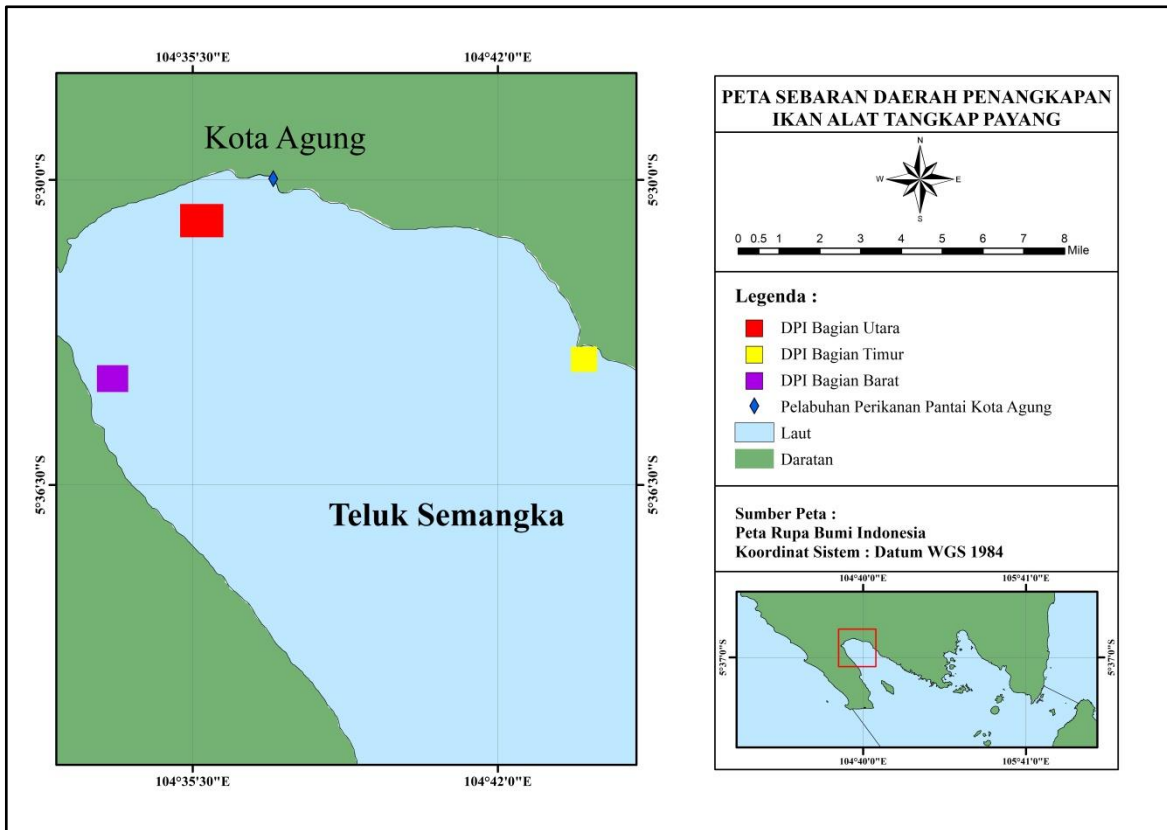 104°35'30"E
104°42'0"E
Kota Agung
5°30'0"S
5°30'0"S
5°36'30"S
5°36'30"S
Teluk Semangka
104°35'30"E
104°42'0"E
PETA SEBARAN DAERAH PENANGKAPAN
IKAN ALAT TANGKAP PAYANG
N
W
E
S
0 0.5 1 2 3 4 5 6 7 8
Mile
Legenda :
DPI Bagian Utara
DPI Bagian Timur
DPI Bagian Barat
Pelabuhan Perikanan Pantai Kota Agung
Laut
Daratan
Sumber Peta :
Peta Rupa Bumi Indonesia
Koordinat Sistem : Datum WGS 1984
104°40'0"E
105°41'0"E
5°37'0"S
5°37'0"S
104°40'0"E
105°41'0"E